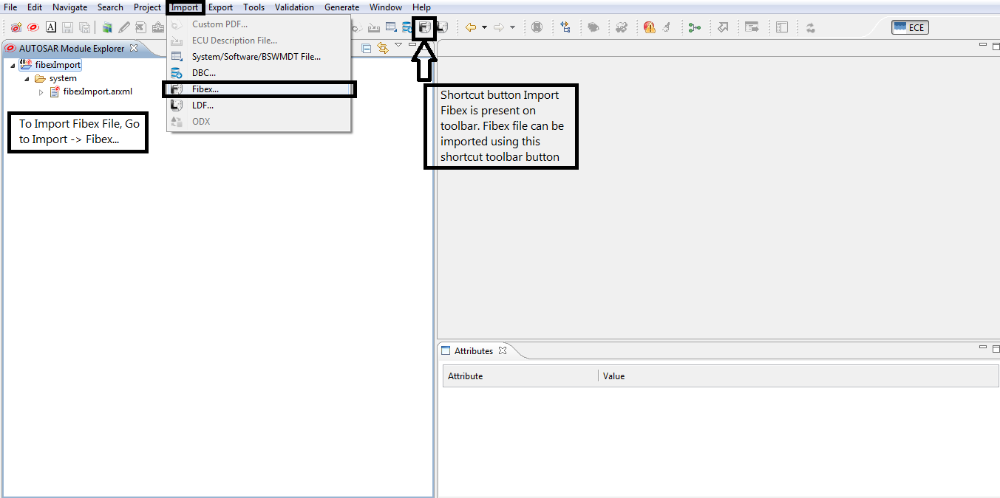 File Edit Navigate Search Project Import Export Tools Validation Generate Window Help
A
ECE
AUTOSAR Module Explorer
fibexImport
system
fibexImport.arxml
Custom PDF...
ECU Description File...
System/Software/BSWMDT File...
DBC...
Fibex...
LDF...
ODX
To Import Fibex File, Go
to Import -> Fibex...
Shortcut button Import
Fibex is present on
toolbar. Fibex file can be
imported using this
shortcut toolbar button
Attributes
Attribute Value